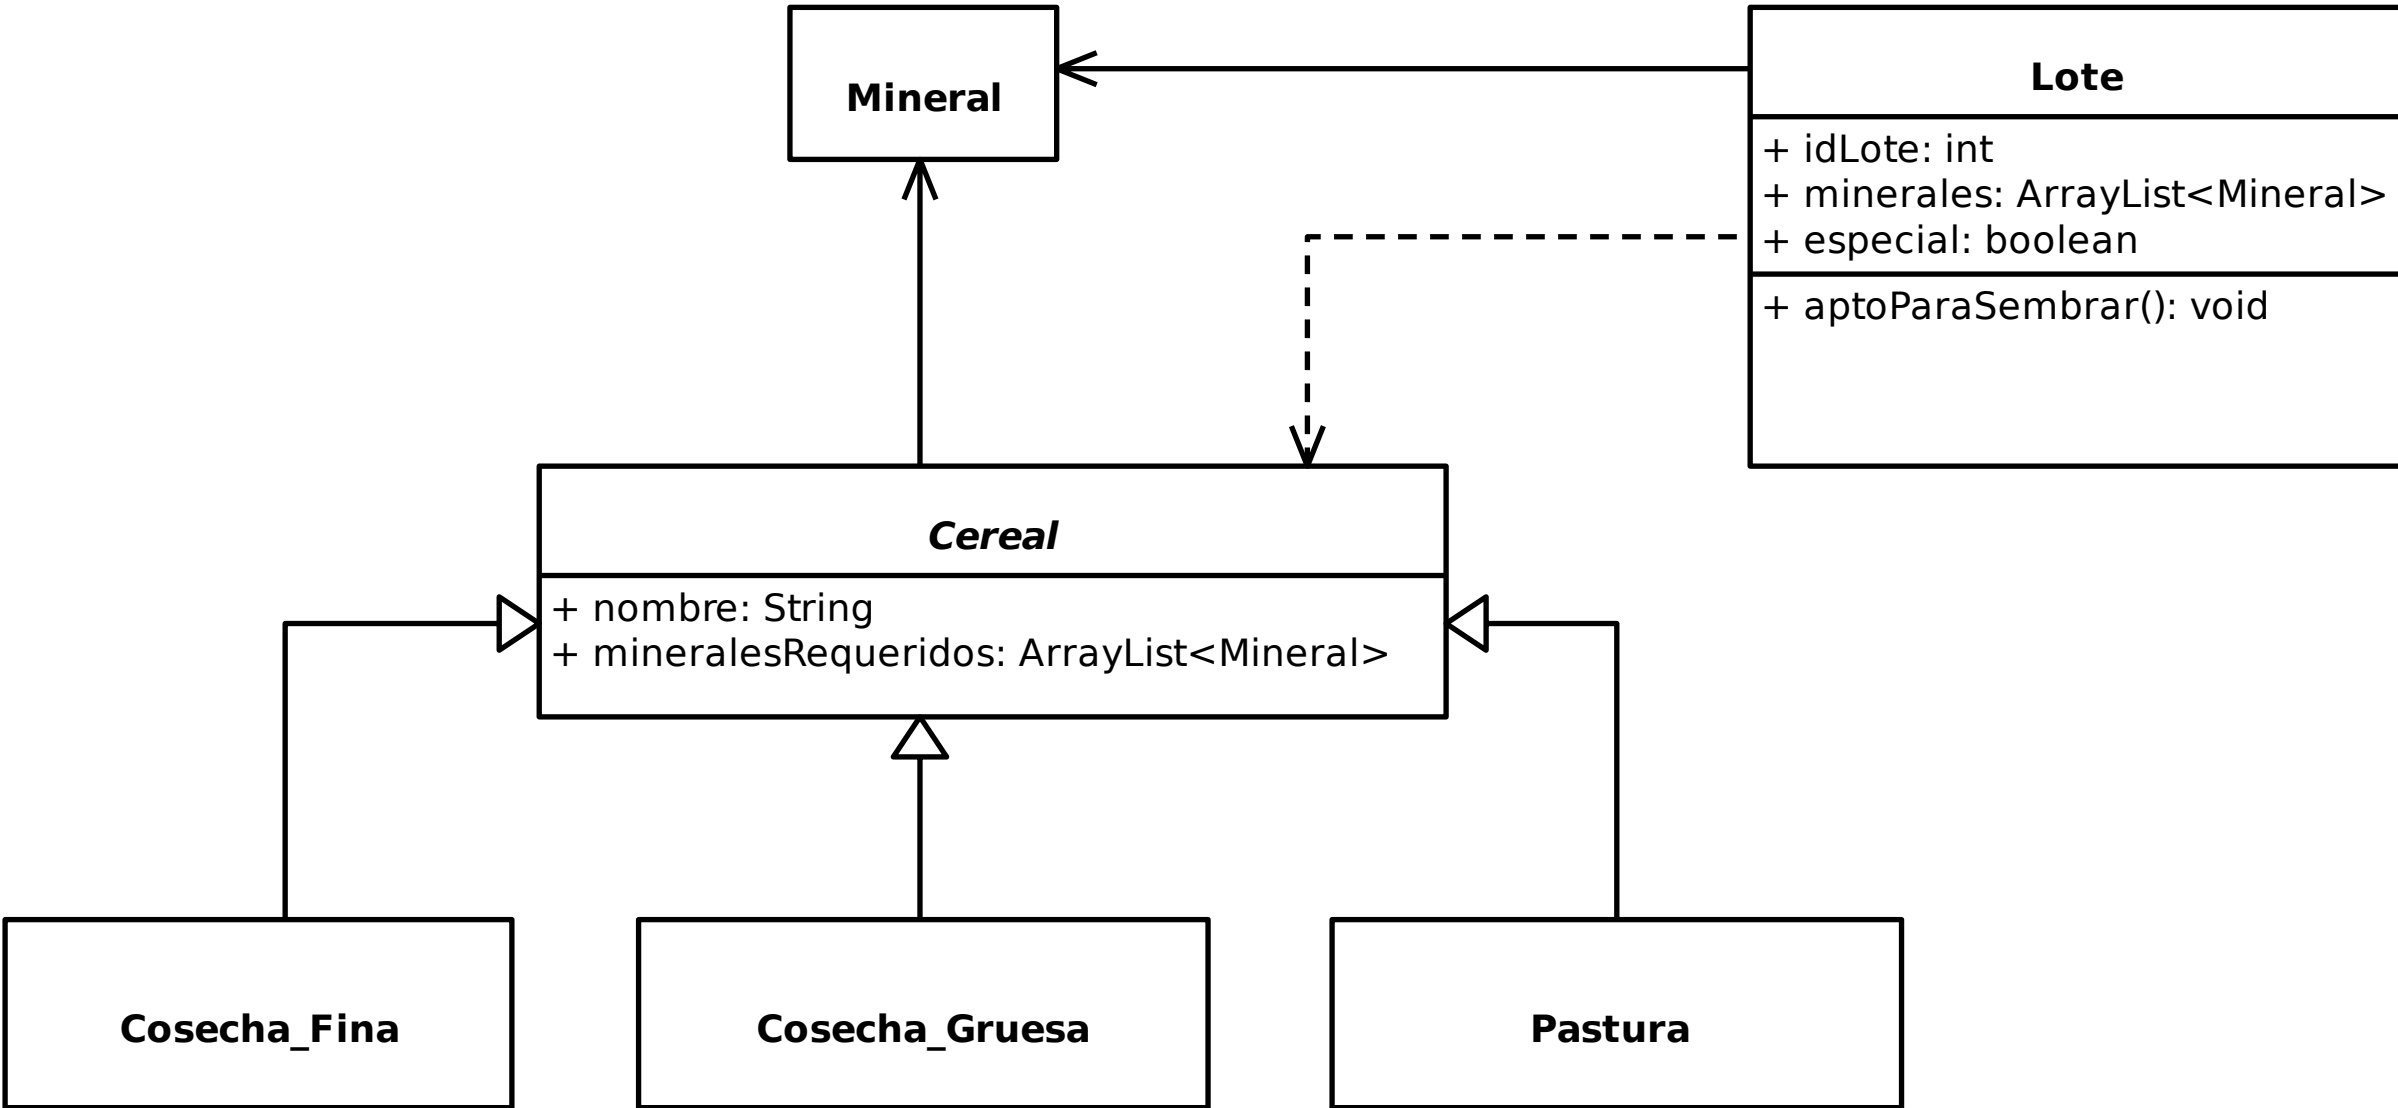 Mineral
Lote
+ idLote: int
+ minerales: ArrayList<Mineral>
+ especial: boolean
+ aptoParaSembrar(): void
Cereal
+ nombre: String
+ mineralesRequeridos: ArrayList<Mineral>
Cosecha_Fina
Cosecha_Gruesa
Pastura